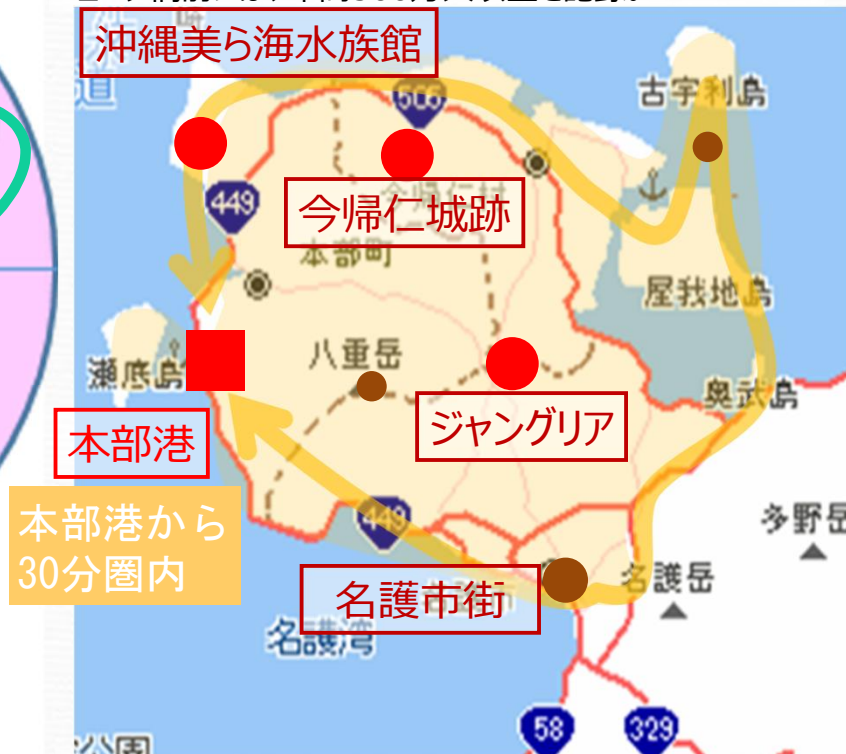 沖縄美ら海水族館
道
505
古宇利島
449
今帰仁城跡
本部町
屋我地島
瀬底島
八重岳
奥武島
本部港
ジャングリア
本部港から
30分圏内
449
多野岳
名護市街
名護岳
名護湾
58
329
公園